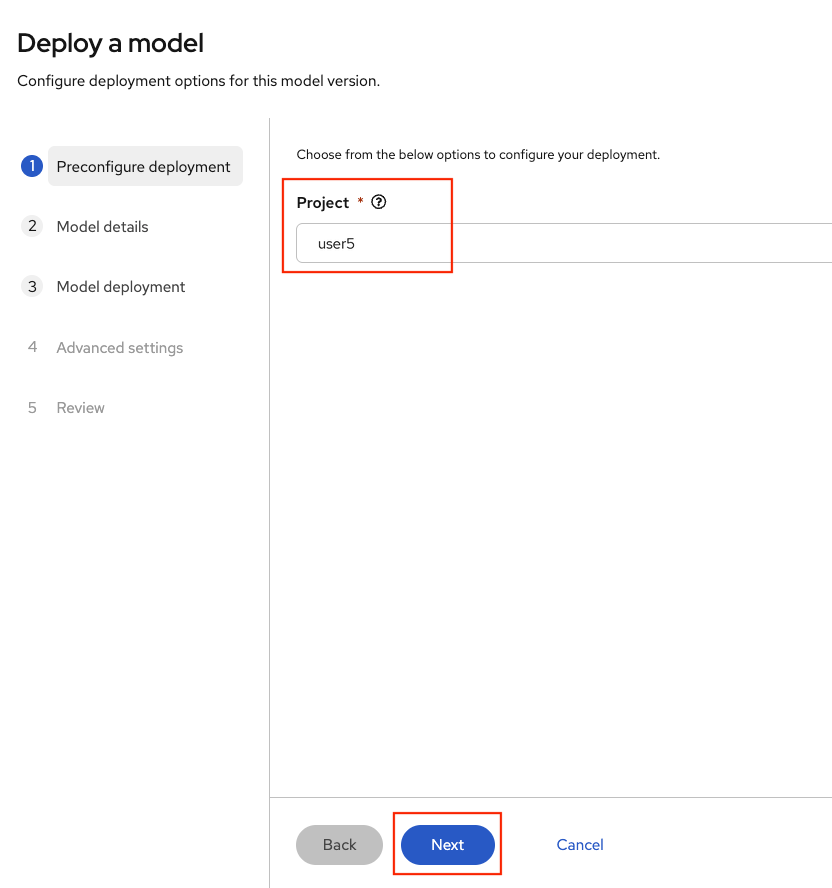 Deploy a model
Configure deployment options for this model version.
1 Preconfigure deployment
2 Model details
3 Model deployment
4 Advanced settings
5 Review
Choose from the below options to configure your deployment.
Project *
user5
Back Next Cancel